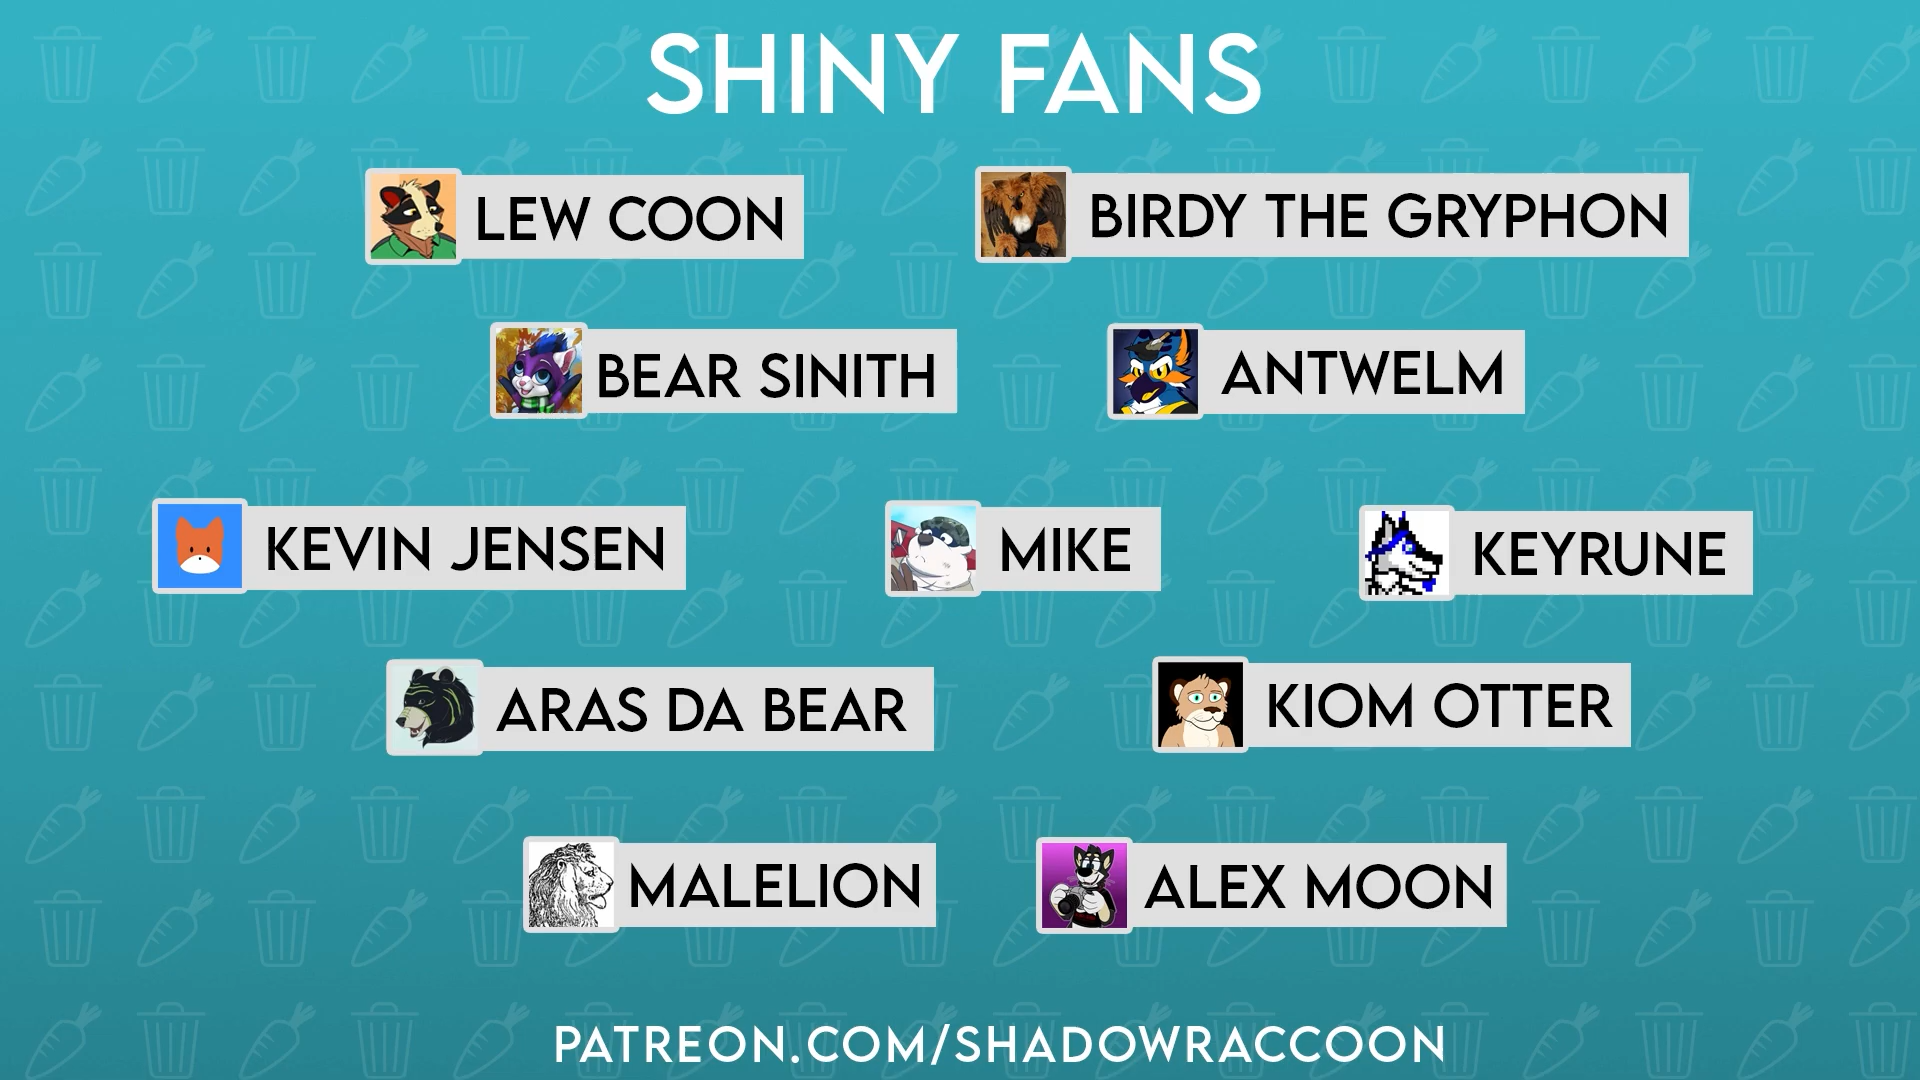 SHINY FANS
LEW COON
BIRDY THE GRYPHON
BEAR SINITH
ANTWELM
KEVIN JENSEN
MIKE
KEYRUNE
ARAS DA BEAR
KIOM OTTER
MALELION
ALEX MOON
PATREON.COM/SHADOWRACCOON